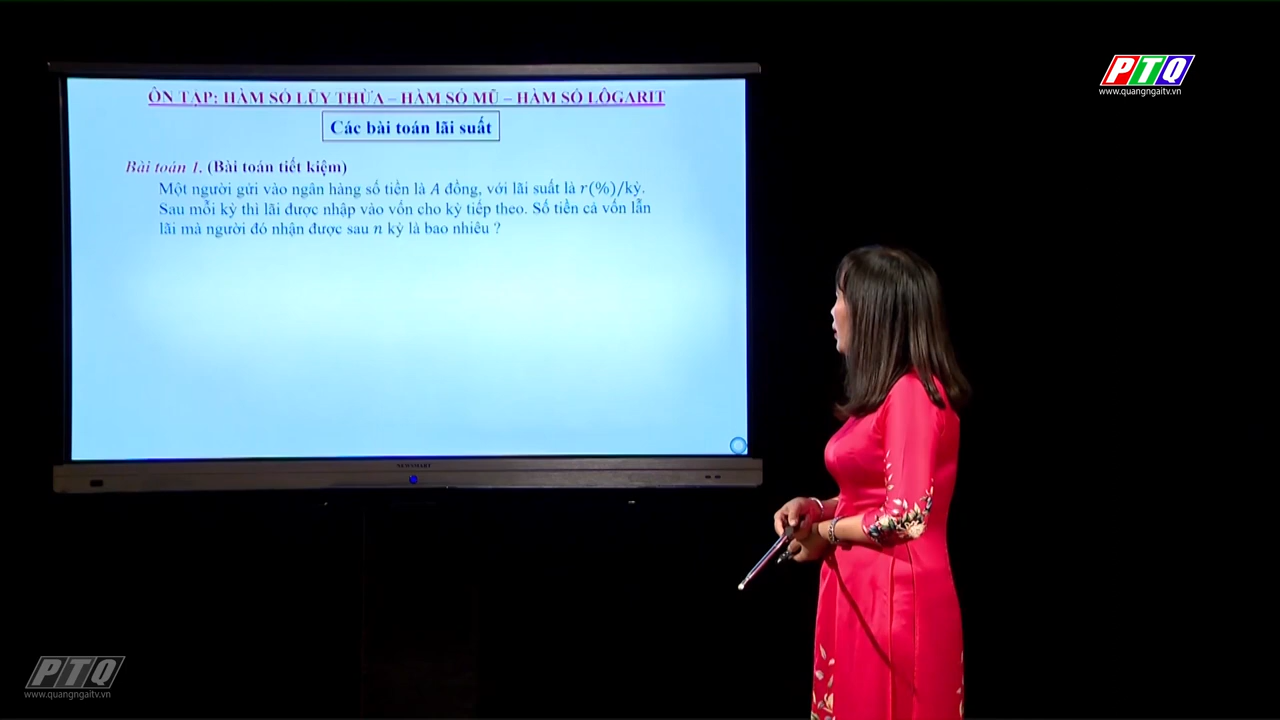 PTQ
www.quangngaitv.vn
ÔN TẬP: HÀM SỐ LŨY THỪA – HÀM SỐ MŨ – HÀM SỐ LÔGARIT
Các bài toán lãi suất
Bài toán 1. (Bài toán tiết kiệm)
Một người gửi vào ngân hàng số tiền là A đồng, với lãi suất là r(%)/kỳ.
Sau mỗi kỳ thì lãi được nhập vào vốn cho kỳ tiếp theo. Số tiền cả vốn lẫn
lãi mà người đó nhận được sau n kỳ là bao nhiêu ?
NEWSMART
PTQ
www.quangngaitv.vn